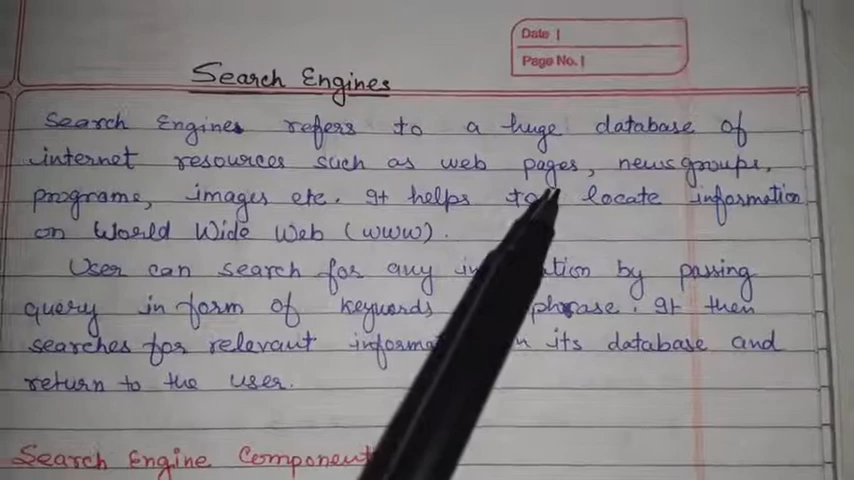 Date |
Page No. |
Search Engines
Search Engines refers to a huge database of
internet resources such as web pages, newsgroups,
programs, images etc. It helps to locate information
on World Wide Web (www).
User can search for any by passing
query in form of keywords phrase. It then
searches for relevant its database and
return to the user.
Search Engine Component